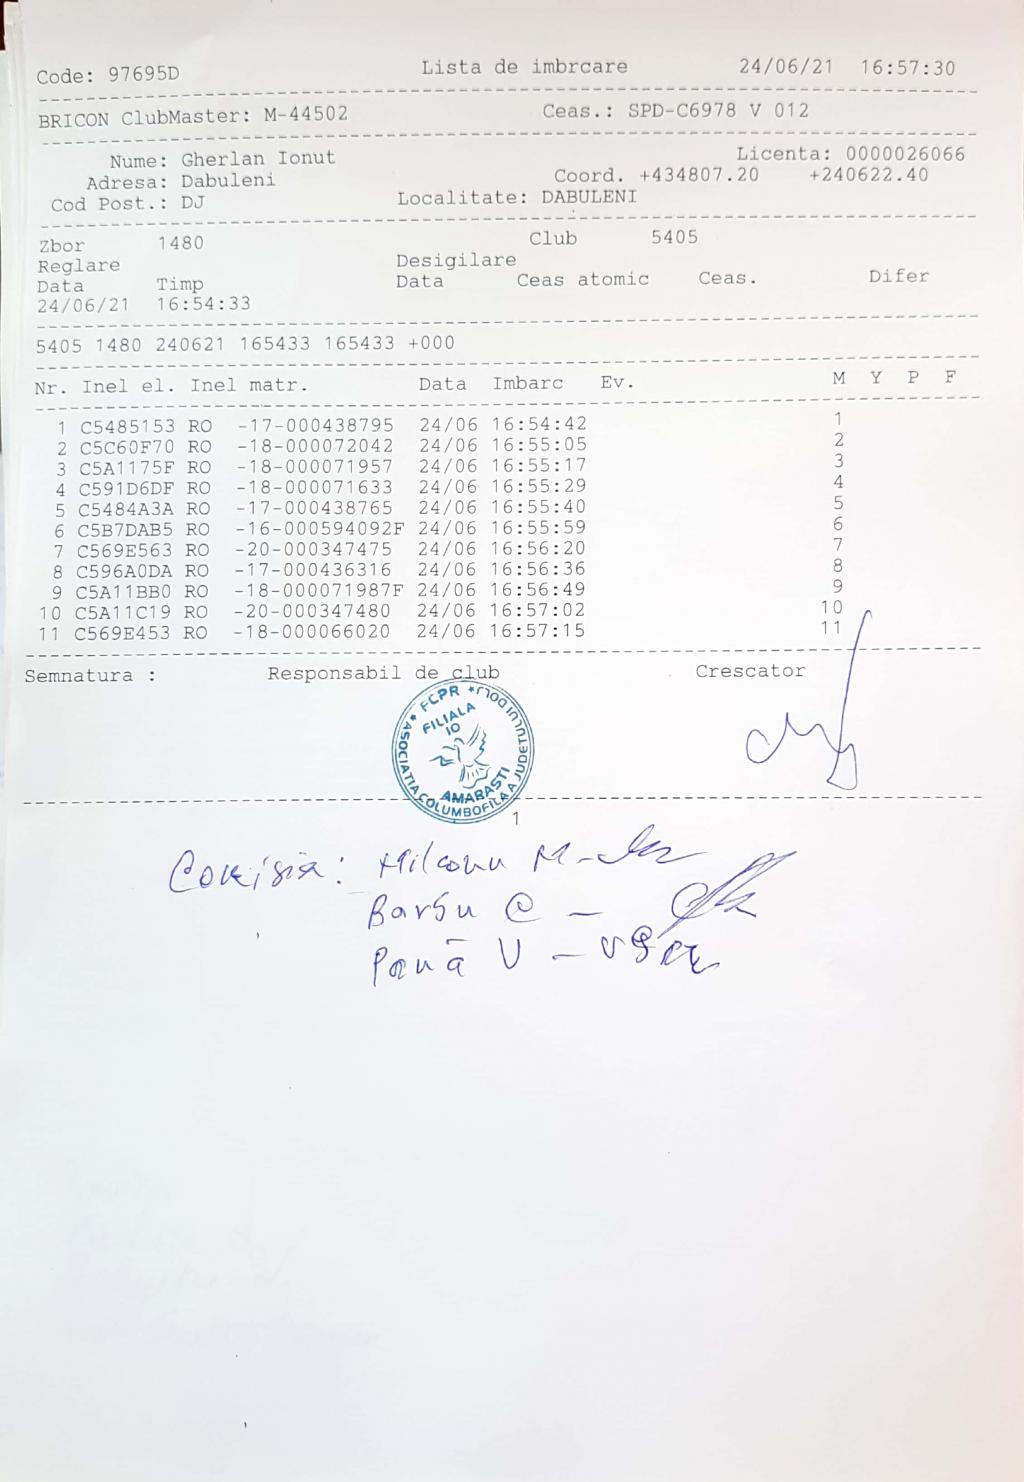 Code: 97695D Lista de imbrcare 24/06/21 16:57:30
BRICON ClubMaster: M-44502 Ceas.: SPD-C6978 V 012
Nume: Gherlan Ionut Licenta: 0000026066
Adresa: Dabuleni Coord. +434807.20 +240622.40
Cod Post.: DJ Localitate: DABULENI
Zbor 1480 Club 5405
Reglare Desigilare
Data Timp Data Ceas atomic Ceas. Difer
24/06/21 16:54:33
5405 1480 240621 165433 165433 +000
Nr. Inel el. Inel matr. Data Imbarc Ev. M Y P F
1 C5485153 RO -17-000438795 24/06 16:54:42 1
2 C5C60F70 RO -18-000072042 24/06 16:55:05 2
3 C5A1175F RO -18-000071957 24/06 16:55:17 3
4 C591D6DF RO -18-000071633 24/06 16:55:29 4
5 C5484A3A RO -17-000438765 24/06 16:55:40 5
6 C5B7DAB5 RO -16-000594092F 24/06 16:55:59 6
7 C569E563 RO -20-000347475 24/06 16:56:20 7
8 C596A0DA RO -17-000436316 24/06 16:56:36 8
9 C5A11BB0 RO -18-000071987F 24/06 16:56:49 9
10 C5A11C19 RO -20-000347480 24/06 16:57:02 10
11 C569E453 RO -18-000066020 24/06 16:57:15 11
Semnatura : Responsabil de club Crescator
* FCPR *
ASOCIATIA COLUMBOFILA A JUDETULUI DOLJ
FILIALA
10
AMARASTI
1
Comisia: M
Barbu C —
Pană V —